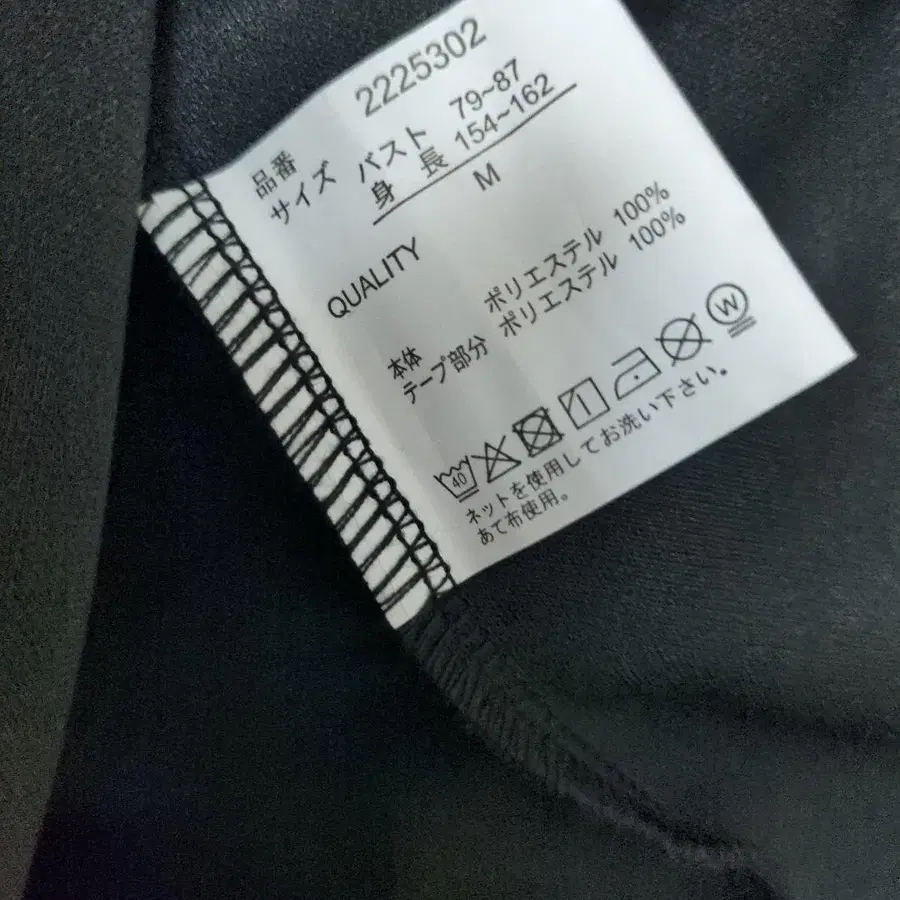 品番 2225302
サイズ バスト 79~87
身長 154~162
M
QUALITY
本体 ポリエステル 100%
テープ部分 ポリエステル 100%
40 W
ネットを使用してお洗い下さい。
あて布使用。